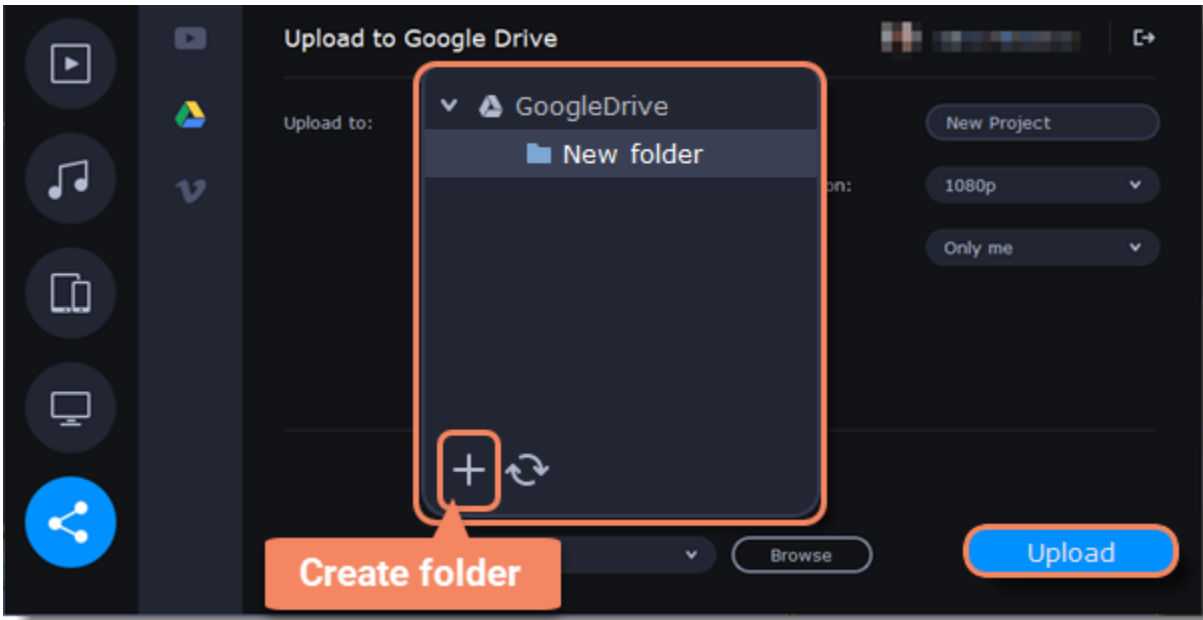 Upload to Google Drive
Upload to:
GoogleDrive
New folder
New Project
on:
1080p
Only me
Create folder
Browse
Upload